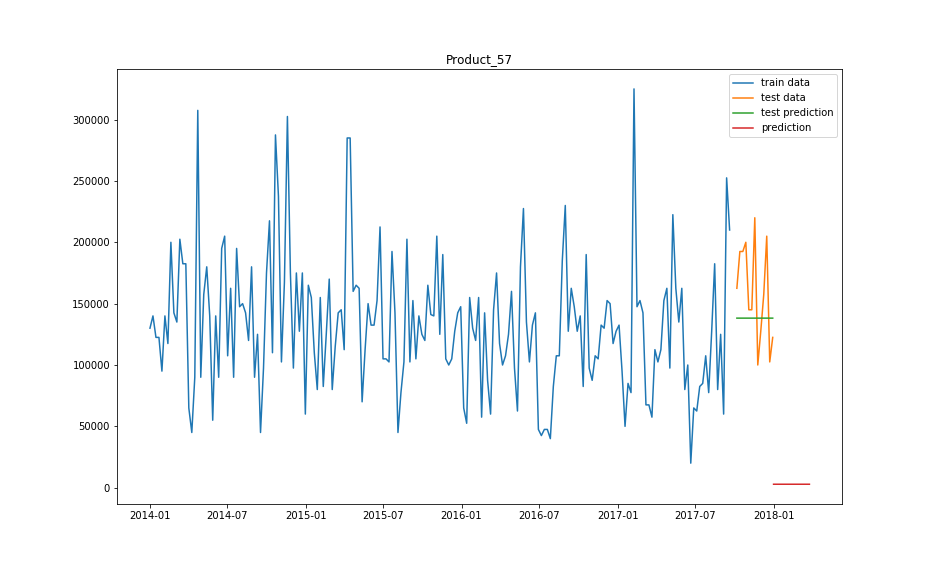 Product_57
train data
test data
test prediction
prediction
300000
250000
200000
150000
100000
50000
0
2014-01 2014-07 2015-01 2015-07 2016-01 2016-07 2017-01 2017-07 2018-01